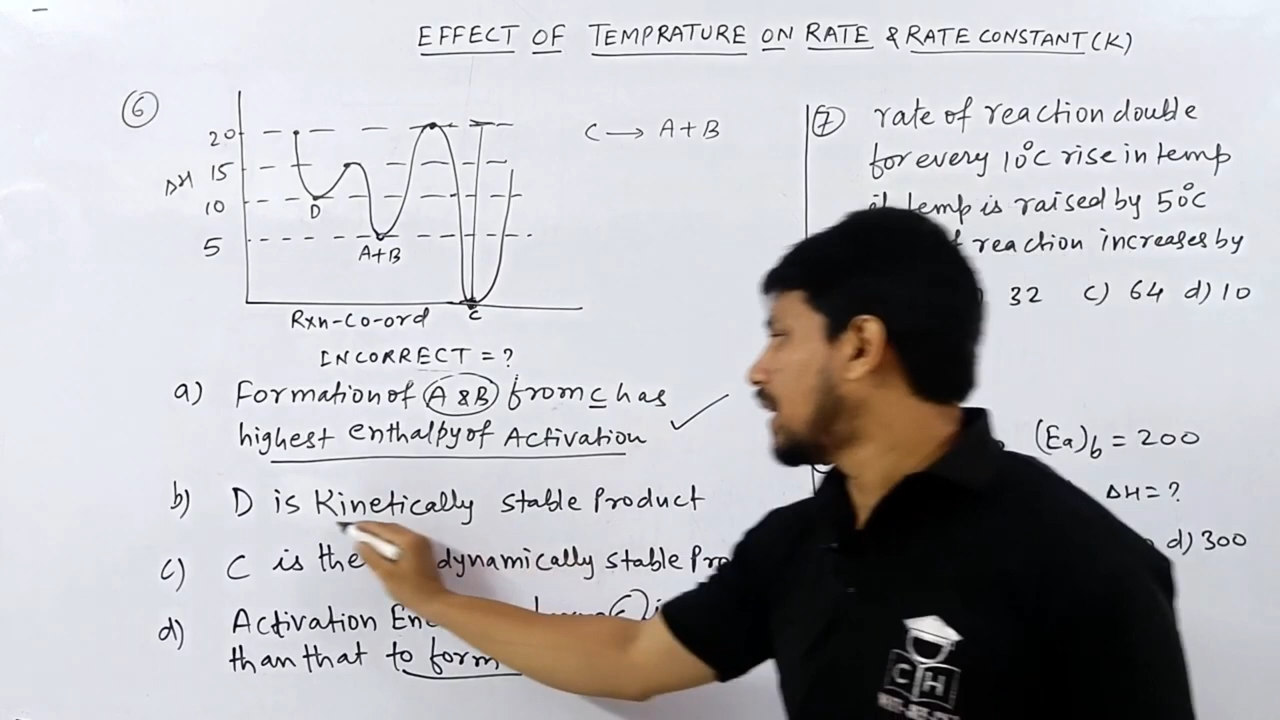 EFFECT OF TEMPRATURE ON RATE & RATE CONSTANT(K)
6
20
15
ΔH
10
5
D
A+B
C
Rxn-Co-ord
C → A+B
INCORRECT = ?
a) Formation of A & B from C has
highest enthalpy of Activation
b) D is Kinetically stable Product
c) C is the dynamically stable
d) Activation
than that to form
7 rate of reaction double
for every 10°C rise in temp
temp is raised by 50°C
reaction increases by
32 c) 64 d) 10
(Ea)b = 200
ΔH = ?
d) 300
CH